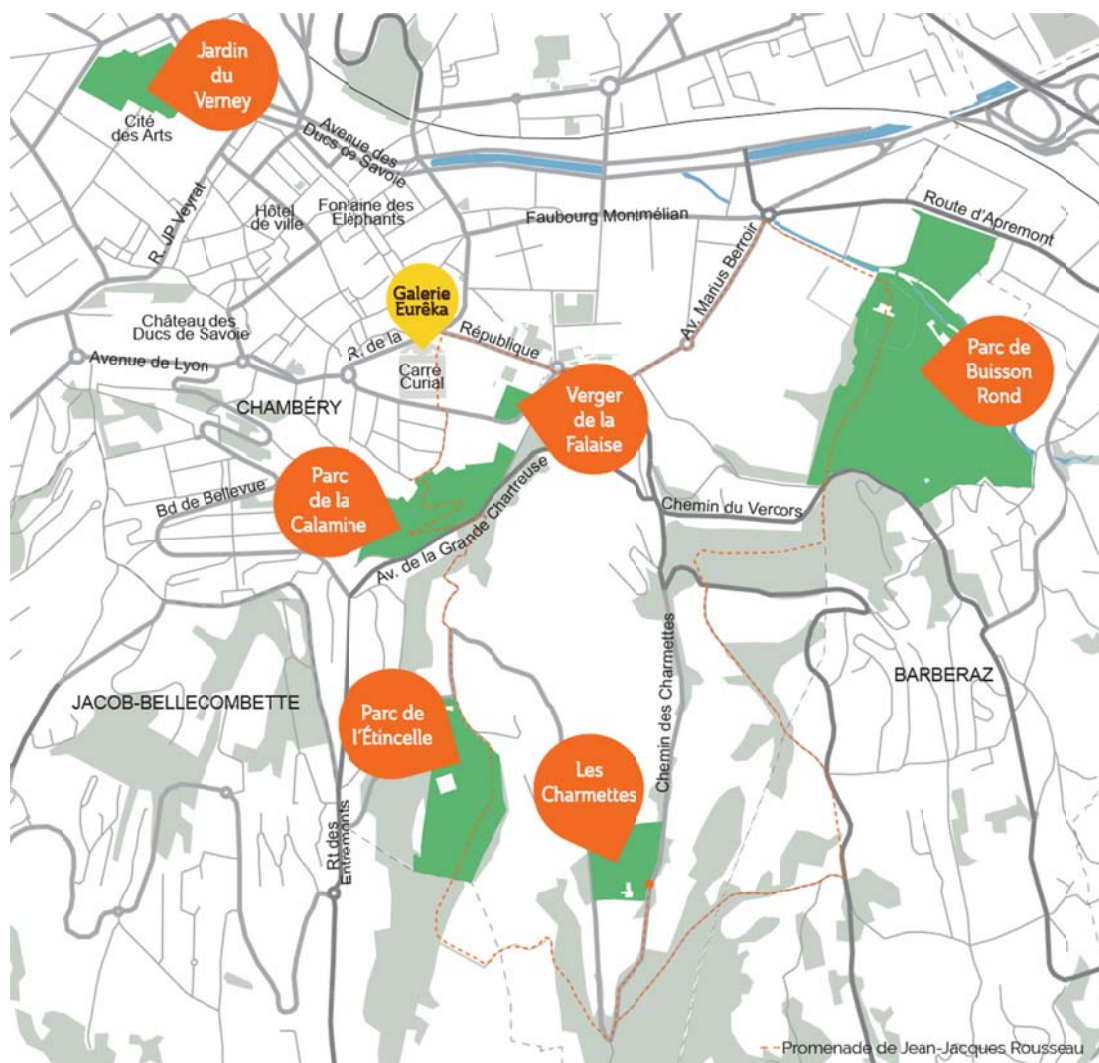 Jardin
du
Verney
Cité
des Arts
Avenue des
Ducs de Savoie
R. JP Veyrat
Hôtel
de ville
Fontaine des
Eléphants
Faubourg Monlmélian
Route d'Apremont
Galerie
Eurêka
Av. Marius Berroir
Château des
Ducs de Savoie
R. de la
République
Avenue de Lyon
Carré
Curial
Parc de
Buisson
Rond
CHAMBÉRY
Verger
de la
Falaise
Parc
de la
Calamine
Bd de Bellevue
Chemin du Vercors
Av. de la Grande Chartreuse
Chemin des Charmettes
JACOB-BELLECOMBETTE
BARBERAZ
Parc de
l'Étincelle
Les
Charmettes
Rt des
Entremonts
Promenade de Jean-Jacques Rousseau